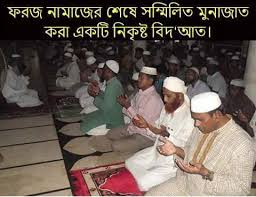 ফরজ নামাজের শেষে সম্মিলিত মুনাজাত
করা একটি নিকৃষ্ট বিদ'আত।